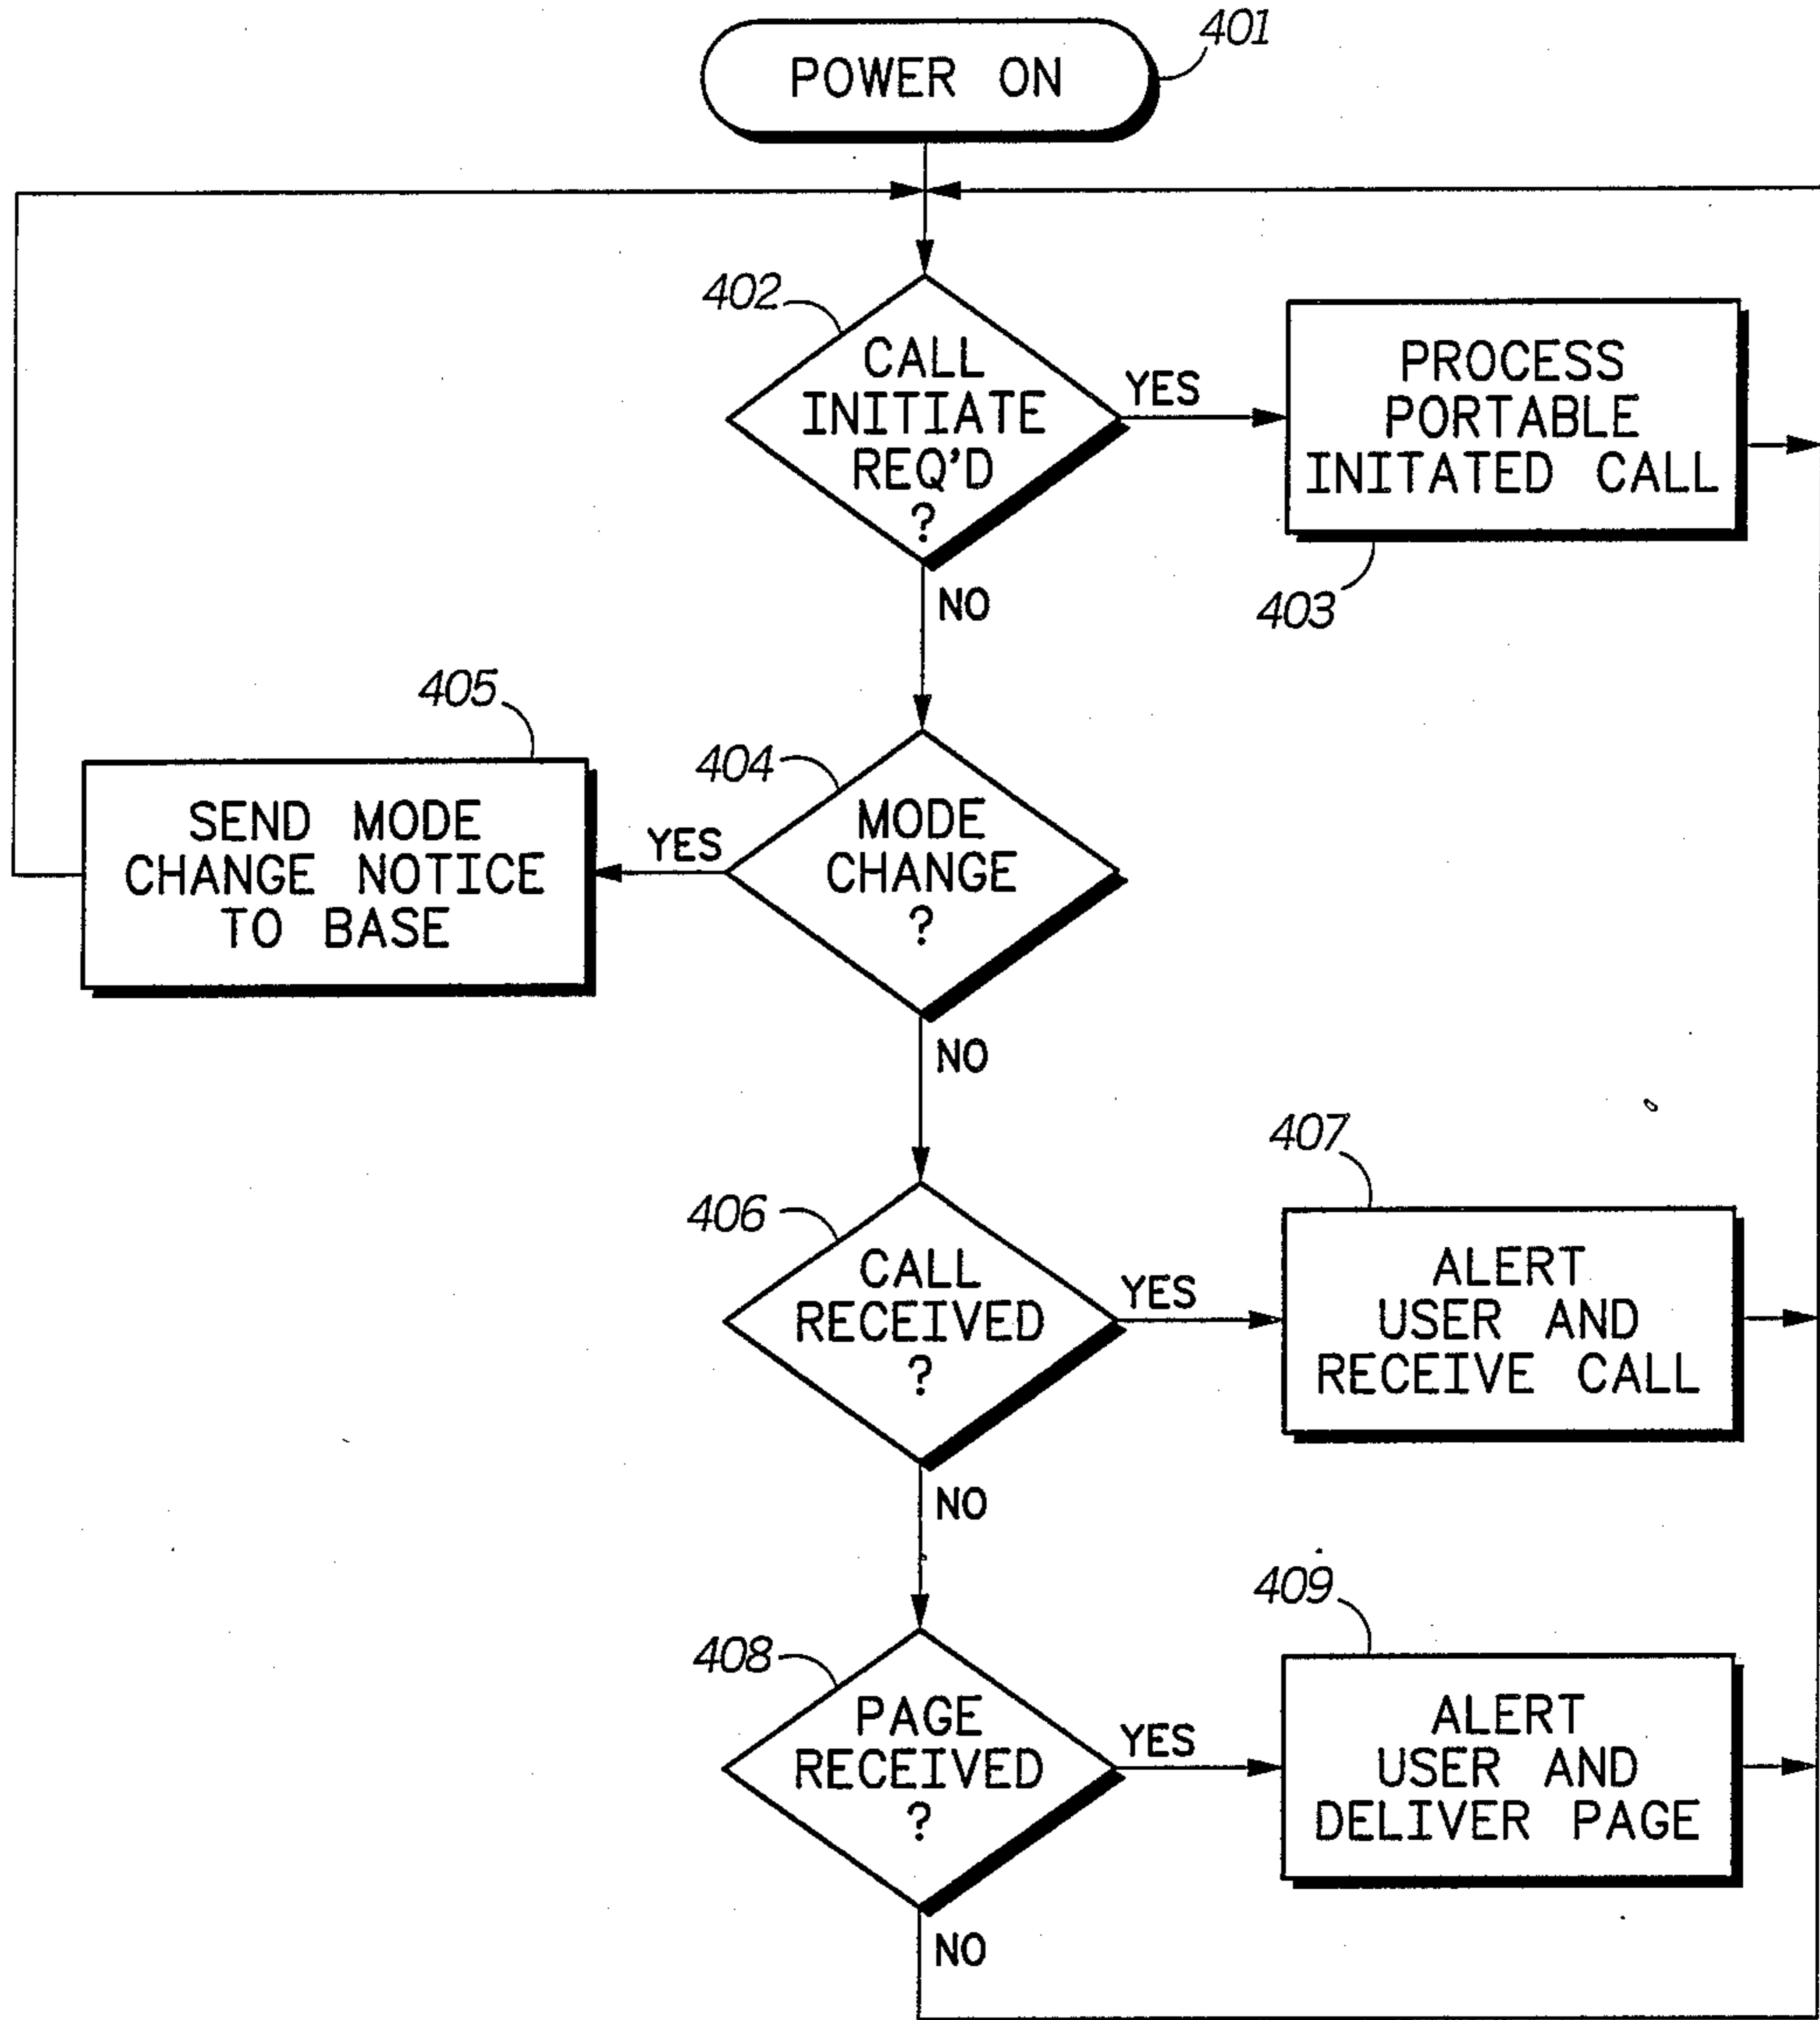 401
POWER ON
402
CALL
INITIATE
REQ'D
?
YES
PROCESS
PORTABLE
INITATED CALL
403
NO
405
SEND MODE
CHANGE NOTICE
TO BASE
YES
404
MODE
CHANGE
?
NO
406
CALL
RECEIVED
?
YES
407
ALERT
USER AND
RECEIVE CALL
NO
408
PAGE
RECEIVED
?
YES
409
ALERT
USER AND
DELIVER PAGE
NO